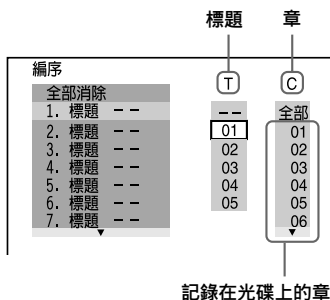 標題 章
編序
T C
全部消除
1. 標題 – – – – 全部
2. 標題 – – 01 01
3. 標題 – – 02 02
4. 標題 – – 03 03
5. 標題 – – 04 04
6. 標題 – – 05 05
7. 標題 – – 06
記錄在光碟上的章